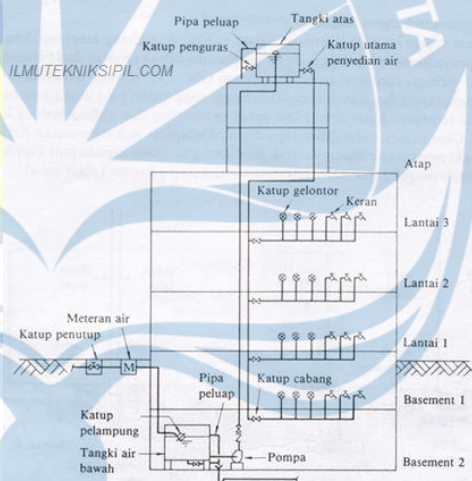 Pipa peluap
Tangki atas
Katup penguras
Katup utama
penyedian air
ILMUTEKNIKSIPIL.COM
TA
Atap
Katup gelontor
Keran
Lantai 3
Lantai 2
Meteran air
Katup penutup
M
Lantai 1
Pipa
peluap
Katup cabang
Basement 1
Katup
pelampung
Tangki air
bawah
Pompa
Basement 2